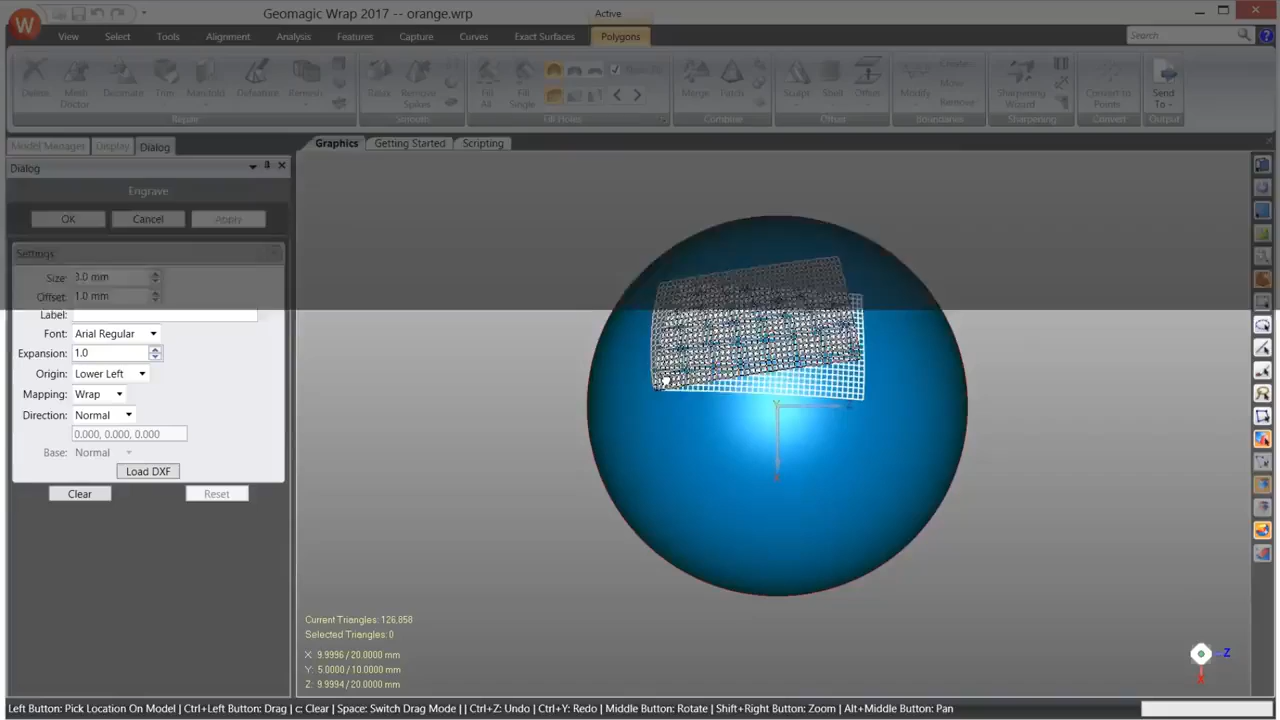 Geomagic Wrap 2017 -- orange.wrp
Active
W
View Select Tools Alignment Analysis Features Capture Curves Exact Surfaces Polygons
Search
Delete Mesh Doctor Decimate Trim Manifold Defeature Remesh Relax Remove Spikes Fill All Fill Single Merge Patch Sculpt Shell Offset Modify Create Move Remove Sharpening Wizard Convert to Points Send To
Repair Smooth Fill Holes Combine Offset Boundaries Sharpening Convert Output
Model Manager Display Dialog
Graphics Getting Started Scripting
Dialog
Engrave
OK Cancel Apply
Settings
Size: 3.0 mm
Offset: 1.0 mm
Label:
Font: Arial Regular
Expansion: 1.0
Origin: Lower Left
Mapping: Wrap
Direction: Normal
0.000, 0.000, 0.000
Base: Normal
Load DXF
Clear Reset
Y
Current Triangles: 126,858
Selected Triangles: 0
X: 9.9996 / 20.0000 mm
Y: 5.0000 / 10.0000 mm
Z: 9.9994 / 20.0000 mm
-Z
Left Button: Pick Location On Model | Ctrl+Left Button: Drag | c: Clear | Space: Switch Drag Mode | | Ctrl+Z: Undo | Ctrl+Y: Redo | Middle Button: Rotate | Shift+Right Button: Zoom | Alt+Middle Button: Pan